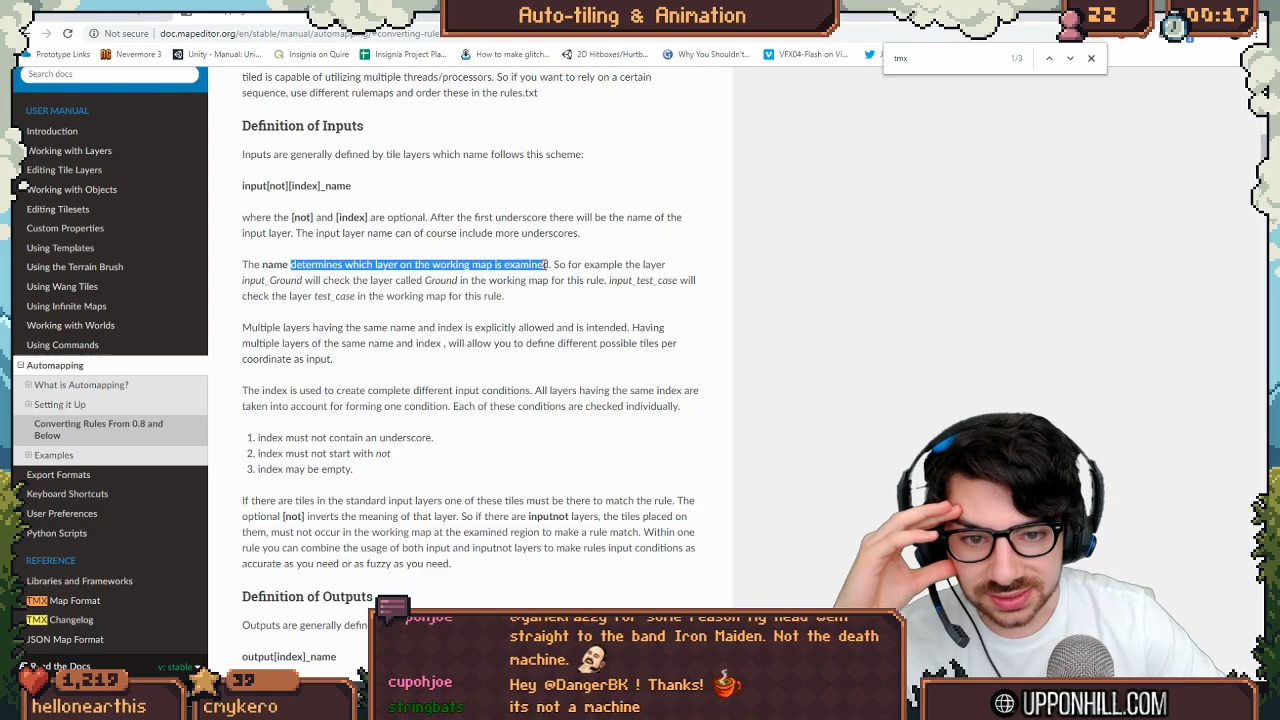 Auto-tiling & Animation
22
00:17
Not secure
doc.mapeditor.org/en/stable/manual/automapping/#converting-rule
Prototype Links
Nevermore 3
Unity - Manual: Uni...
Insignia on Quire
Insignia Project Pla...
How to make glitch...
2D Hitboxes/Hurtb...
Why You Shouldn't...
VFX04-Flash on Vi...
tmx
1/3
Search docs
USER MANUAL
Introduction
Working with Layers
Editing Tile Layers
Working with Objects
Editing Tilesets
Custom Properties
Using Templates
Using the Terrain Brush
Using Wang Tiles
Using Infinite Maps
Working with Worlds
Using Commands
Automapping
What is Automapping?
Setting it Up
Converting Rules From 0.8 and
Below
Examples
Export Formats
Keyboard Shortcuts
User Preferences
Python Scripts
REFERENCE
Libraries and Frameworks
TMX Map Format
TMX Changelog
JSON Map Format
Read the Docs
v: stable
tiled is capable of utilizing multiple threads/processors. So if you want to rely on a certain
sequence, use different rulemaps and order these in the rules.txt
Definition of Inputs
Inputs are generally defined by tile layers which name follows this scheme:
input[not][index]_name
where the [not] and [index] are optional. After the first underscore there will be the name of the
input layer. The input layer name can of course include more underscores.
The name determines which layer on the working map is examined. So for example the layer
input_Ground will check the layer called Ground in the working map for this rule. input_test_case will
check the layer test_case in the working map for this rule.
Multiple layers having the same name and index is explicitly allowed and is intended. Having
multiple layers of the same name and index , will allow you to define different possible tiles per
coordinate as input.
The index is used to create complete different input conditions. All layers having the same index are
taken into account for forming one condition. Each of these conditions are checked individually.
1. index must not contain an underscore.
2. index must not start with not
3. index may be empty.
If there are tiles in the standard input layers one of these tiles must be there to match the rule. The
optional [not] inverts the meaning of that layer. So if there are inputnot layers, the tiles placed on
them, must not occur in the working map at the examined region to make a rule match. Within one
rule you can combine the usage of both input and inputnot layers to make rules input conditions as
accurate as you need or as fuzzy as you need.
Definition of Outputs
Outputs are generally defi
output[index]_name
straight to the band Iron Maiden. Not the death
machine.
cupohjoe
Hey @DangerBK ! Thanks!
stringbats
its not a machine
hellonearthis
cmykero
UPPONHILL.COM